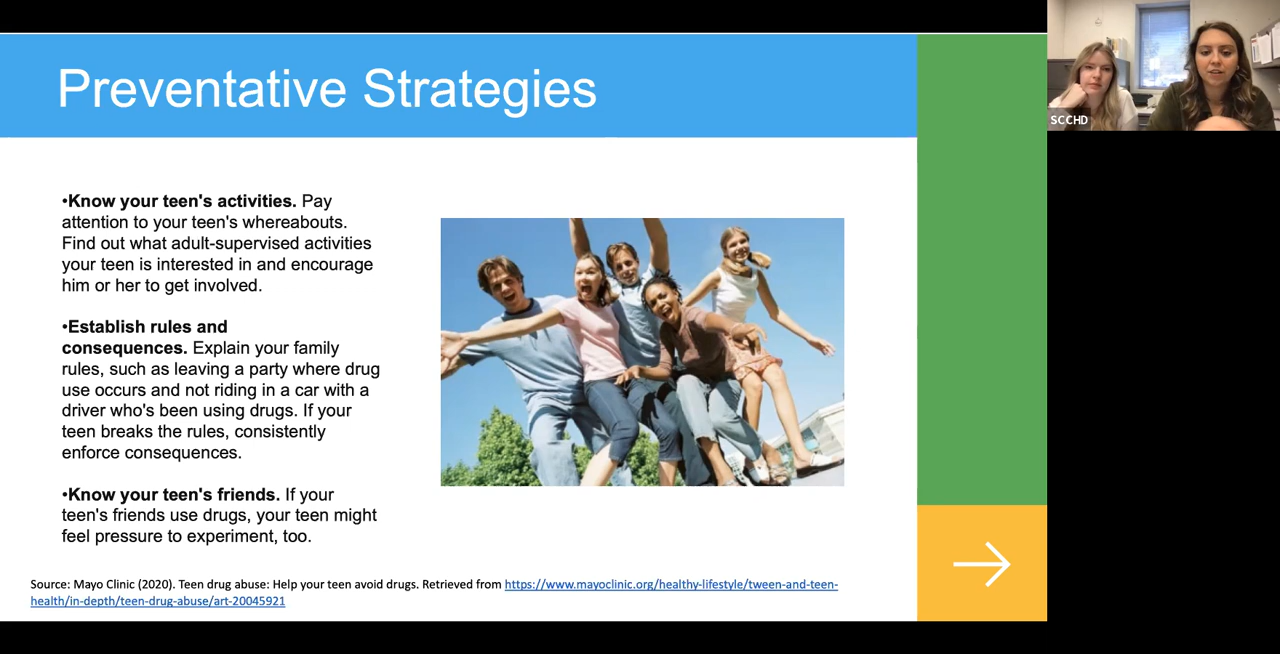 Preventative Strategies
SCCHD
•Know your teen's activities. Pay
attention to your teen's whereabouts.
Find out what adult-supervised activities
your teen is interested in and encourage
him or her to get involved.
•Establish rules and
consequences. Explain your family
rules, such as leaving a party where drug
use occurs and not riding in a car with a
driver who's been using drugs. If your
teen breaks the rules, consistently
enforce consequences.
•Know your teen's friends. If your
teen's friends use drugs, your teen might
feel pressure to experiment, too.
Source: Mayo Clinic (2020). Teen drug abuse: Help your teen avoid drugs. Retrieved from https://www.mayoclinic.org/healthy-lifestyle/tween-and-teen-
health/in-depth/teen-drug-abuse/art-20045921